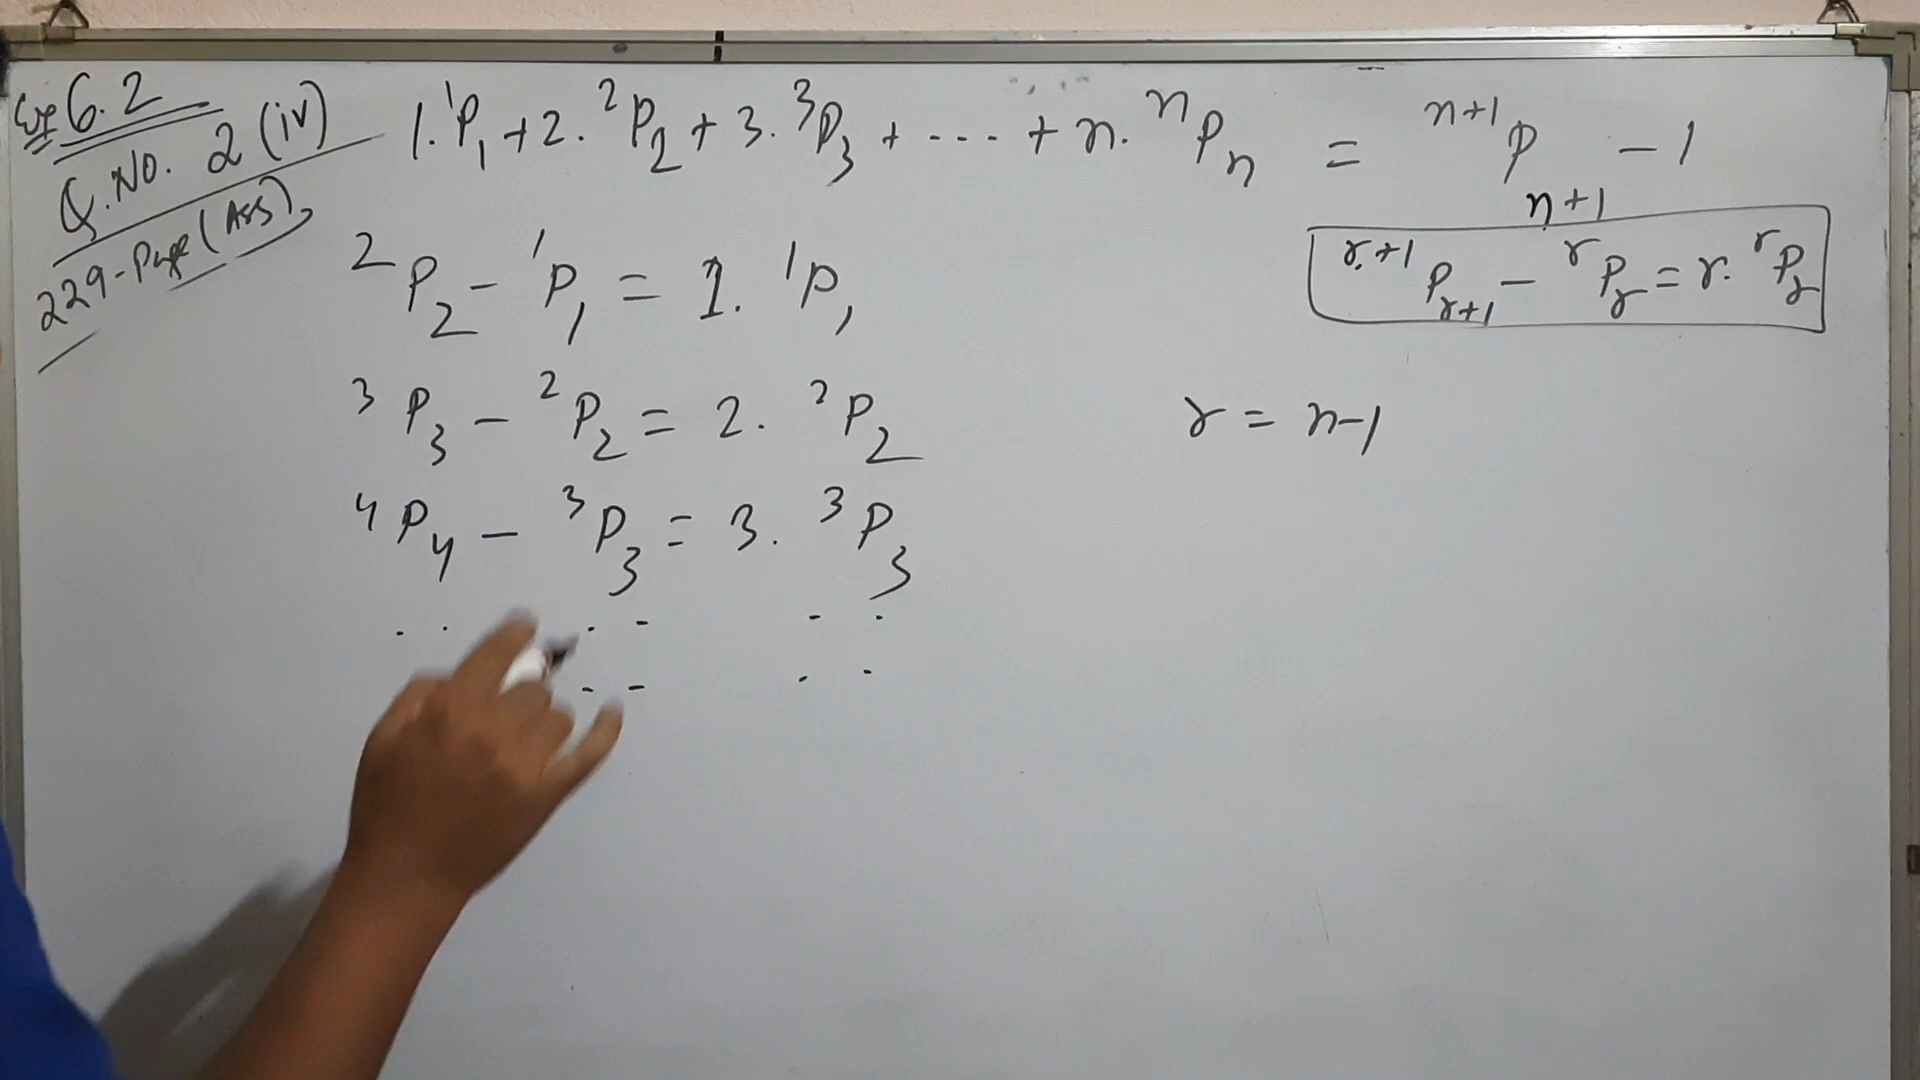 Ex 6.2
Q.No. 2 (iv)
229-Page (Ass)
1.¹P₁ + 2.²P₂ + 3.³P₃ + ---- + n.ⁿPₙ = ⁿ⁺¹Pₙ₊₁ - 1
ʳ⁺¹Pᵣ₊₁ - ʳPᵣ = r.ʳPᵣ
²P₂ - ¹P₁ = 1.¹P₁
³P₃ - ²P₂ = 2.²P₂
r = n-1
⁴P₄ - ³P₃ = 3.³P₃